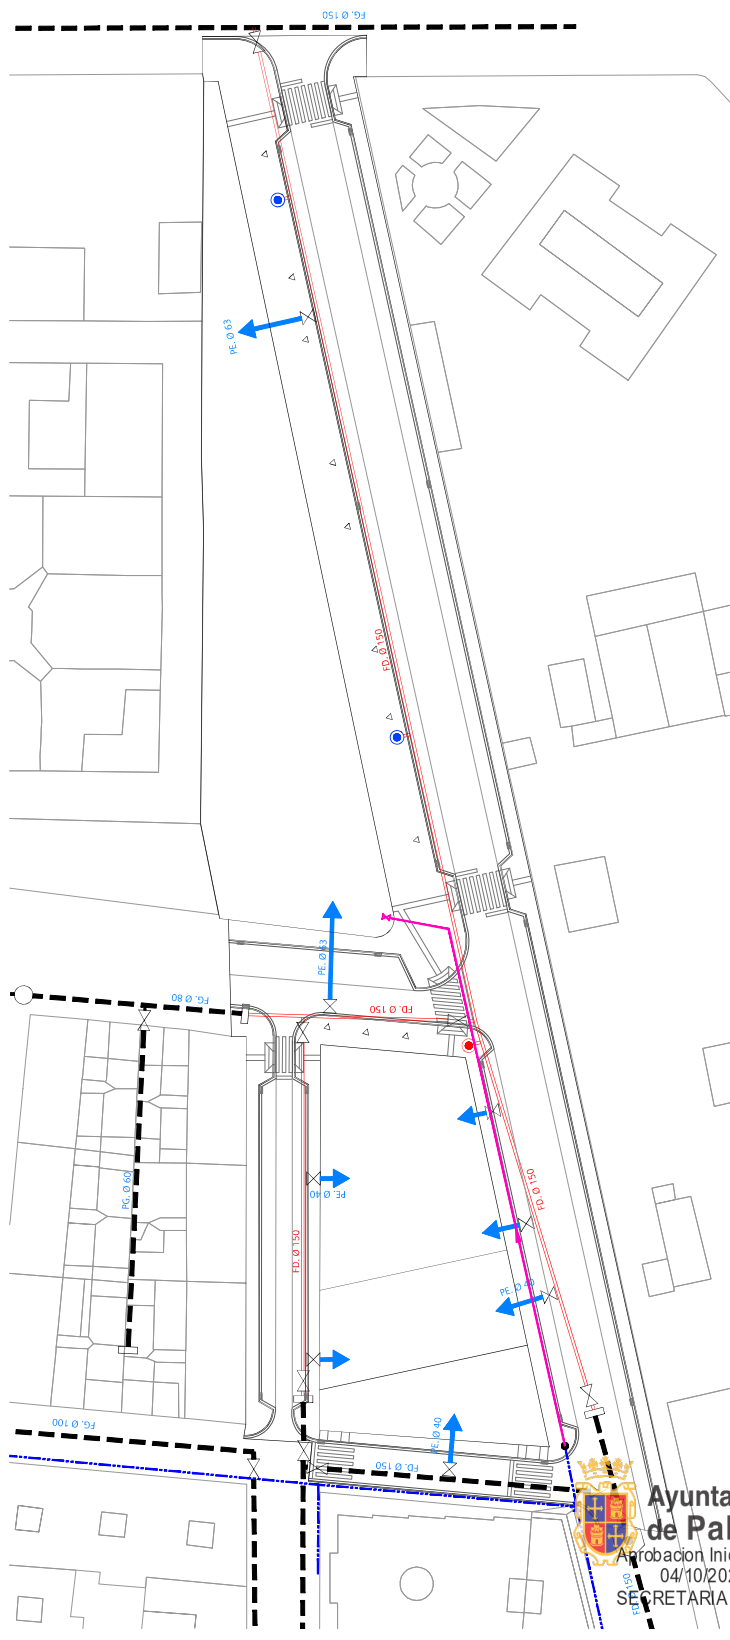 FG. Ø 150
PE. Ø 63
FD. Ø 150
PE. Ø 63
FG. Ø 80
FD. Ø 150
PG. Ø 60
PE. Ø 40
FD. Ø 150
FD. Ø 150
PE. Ø 40
FG. Ø 100
PE. Ø 40
FD. Ø 150
Ayunta
de Pal
Aprobacion Inic
04/10/202
SECRETARIA
FD. Ø 150